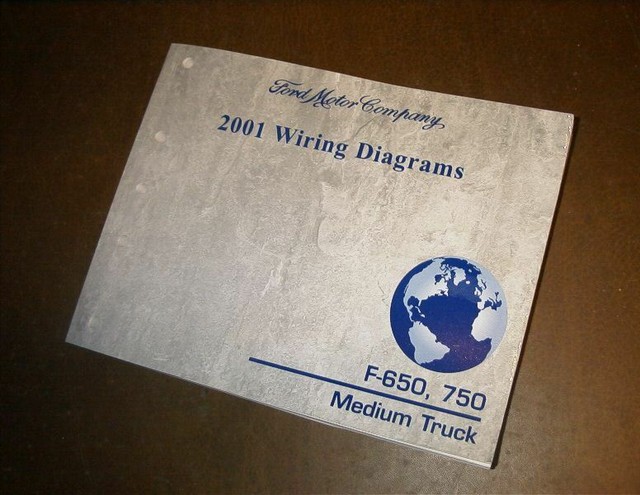 Ford Motor Company
2001 Wiring Diagrams
F-650, 750
Medium Truck